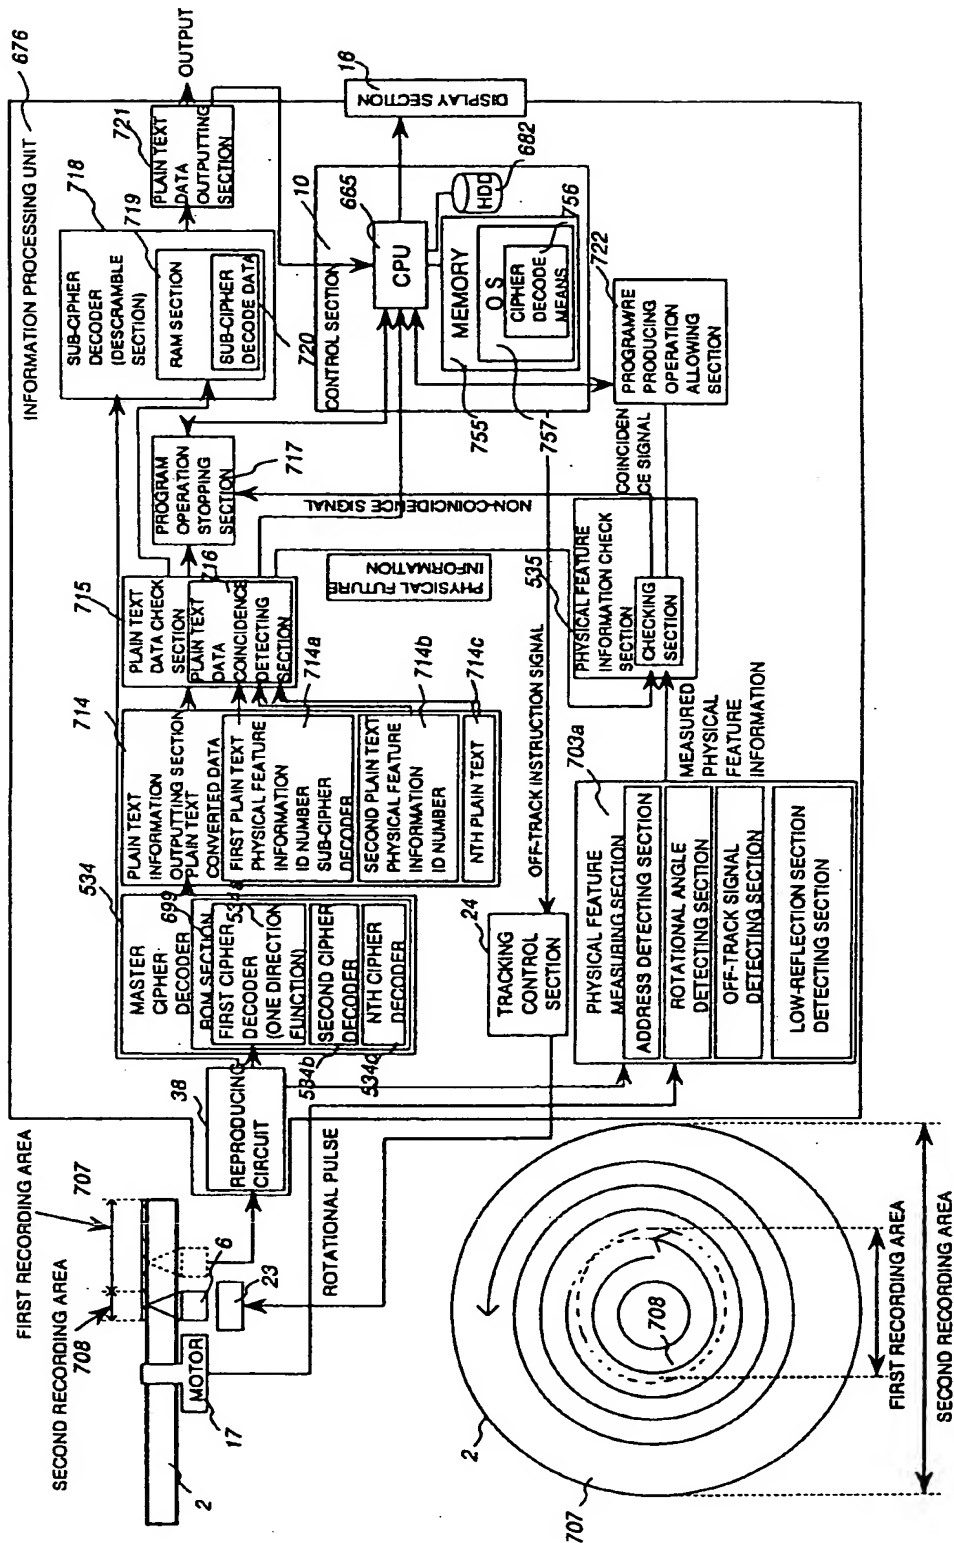 INFORMATION PROCESSING UNIT
676
OUTPUT
721
PLAIN TEXT
DATA
OUTPUTTING
SECTION
718
SUB-CIPHER
DECODER
(DESCRAMBLE
SECTION)
719
RAM SECTION
SUB-CIPHER
DECODE DATA
720
16
DISPLAY SECTION
10
CONTROL SECTION
665
CPU
HDD
682
MEMORY
O S
CIPHER
DECODE
MEANS
756
755
757
722
PROGRAMRE
PRODUCING
OPERATION
ALLOWING
SECTION
COINCIDEN
CE SIGNAL
PROGRAM
OPERATION
STOPPING
SECTION
717
NON-COINCIDENCE SIGNAL
715
PLAIN TEXT
DATA CHECK
SECTION
716
PLAIN TEXT
DATA
COINCIDENCE
DETECTING
SECTION
PHYSICAL FUTURE
INFORMATION
535
PHYSICAL FEATURE
INFORMATION CHECK
SECTION
CHECKING
SECTION
714
PLAIN TEXT
INFORMATION
OUTPUTTING SECTION
PLAIN TEXT
CONVERTED DATA
FIRST PLAIN TEXT
PHYSICAL FEATURE
INFORMATION
ID NUMBER
SUB-CIPHER
DECODER
714a
SECOND PLAIN TEXT
PHYSICAL FEATURE
INFORMATION
ID NUMBER
714b
NTH PLAIN TEXT
714c
OFF-TRACK INSTRUCTION SIGNAL
MEASURED
PHYSICAL
FEATURE
INFORMATION
534
MASTER
CIPHER
DECODER
699
ROM SECTION
534a
FIRST CIPHER
DECODER
(ONE DIRECTION
FUNCTION)
SECOND CIPHER
DECODER
534b
NTH CIPHER
DECODER
534c
24
TRACKING
CONTROL
SECTION
703a
PHYSICAL FEATURE
MEASURING SECTION
ADDRESS DETECTING SECTION
ROTATIONAL ANGLE
DETECTING SECTION
OFF-TRACK SIGNAL
DETECTING SECTION
LOW-REFLECTION SECTION
DETECTING SECTION
38
REPRODUCING
CIRCUIT
ROTATIONAL PULSE
FIRST RECORDING AREA
707
SECOND RECORDING AREA
708
6
23
MOTOR
17
2
2
707
708
FIRST RECORDING AREA
SECOND RECORDING AREA